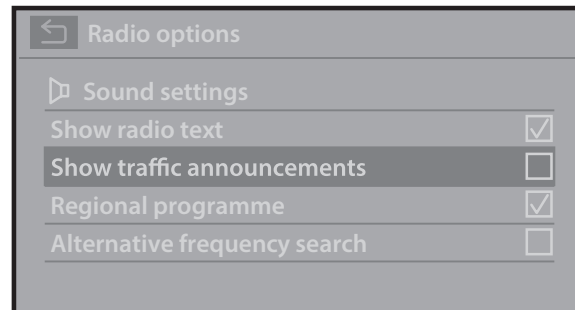 Radio options
Sound settings
Show radio text
Show traffic announcements
Regional programme
Alternative frequency search